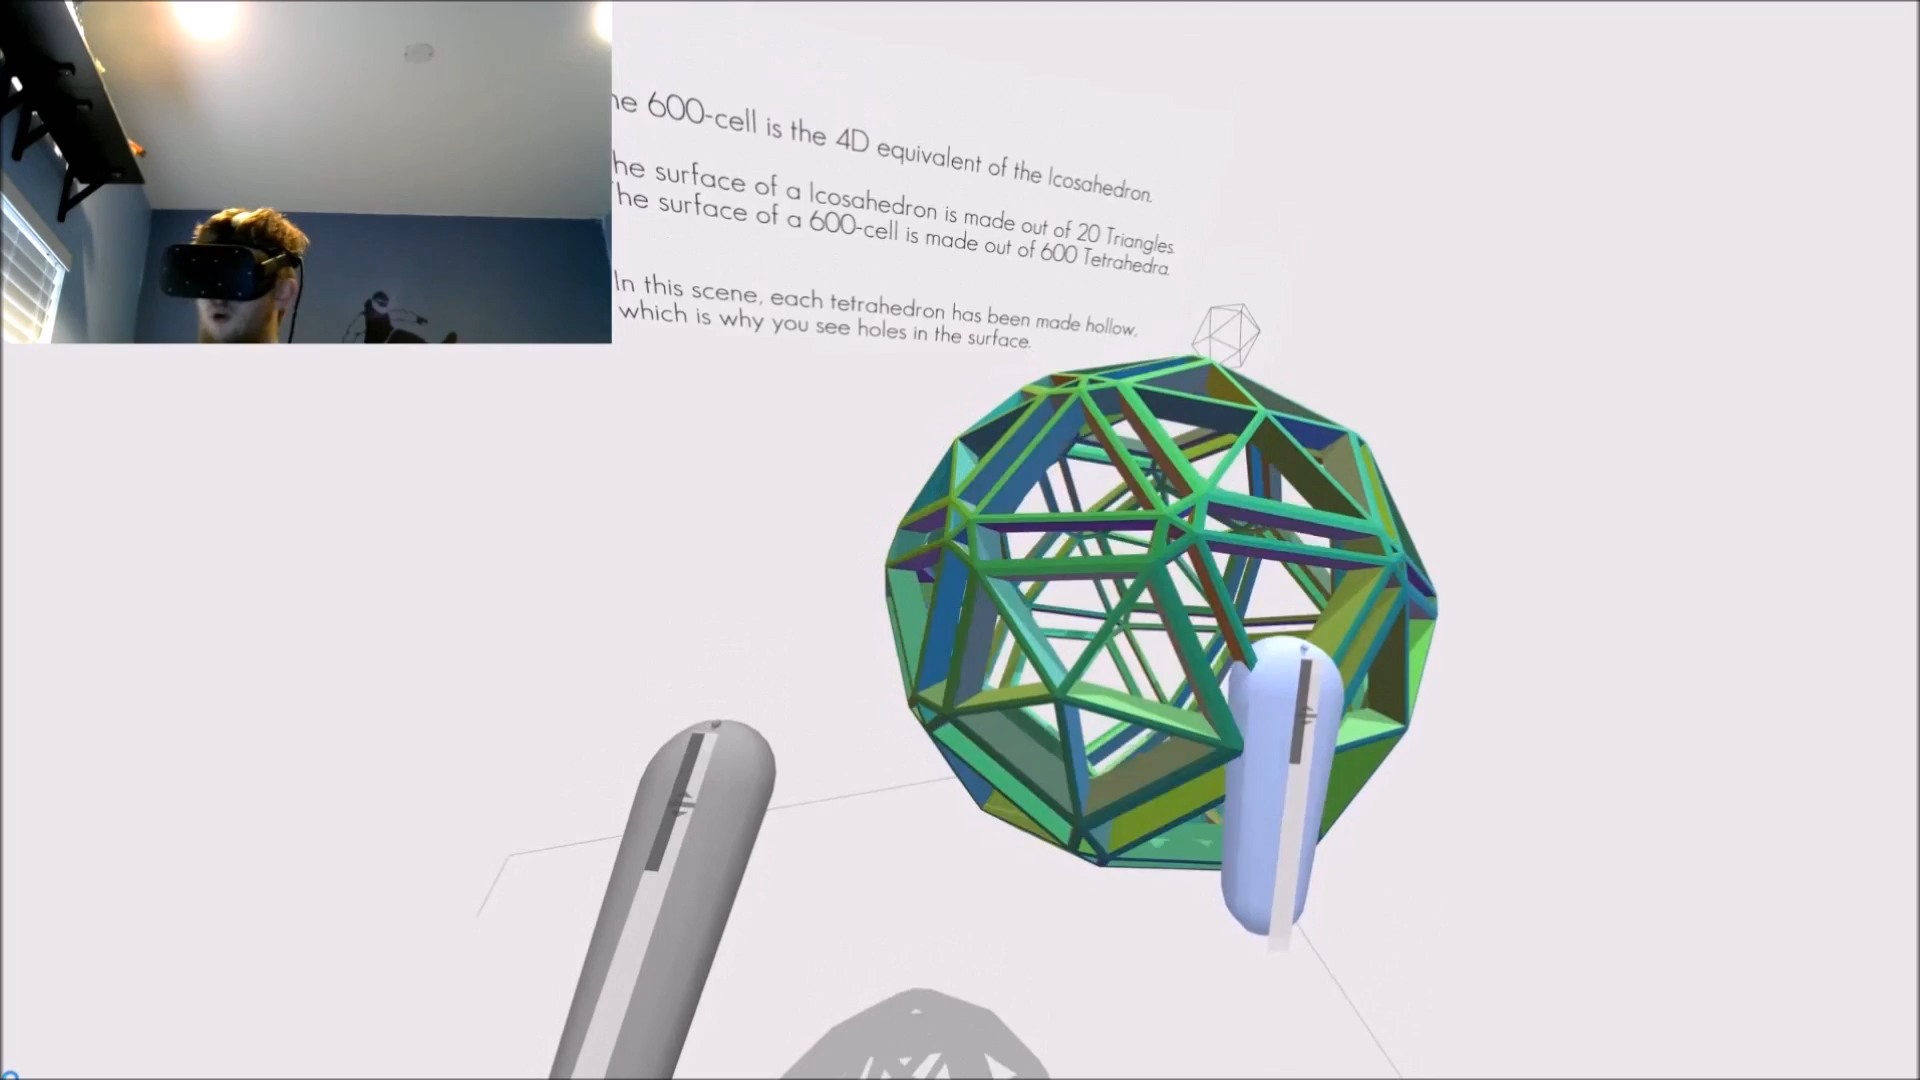 he 600-cell is the 4D equivalent of the Icosahedron.
he surface of a Icosahedron is made out of 20 Triangles.
he surface of a 600-cell is made out of 600 Tetrahedra.
In this scene, each tetrahedron has been made hollow,
which is why you see holes in the surface.